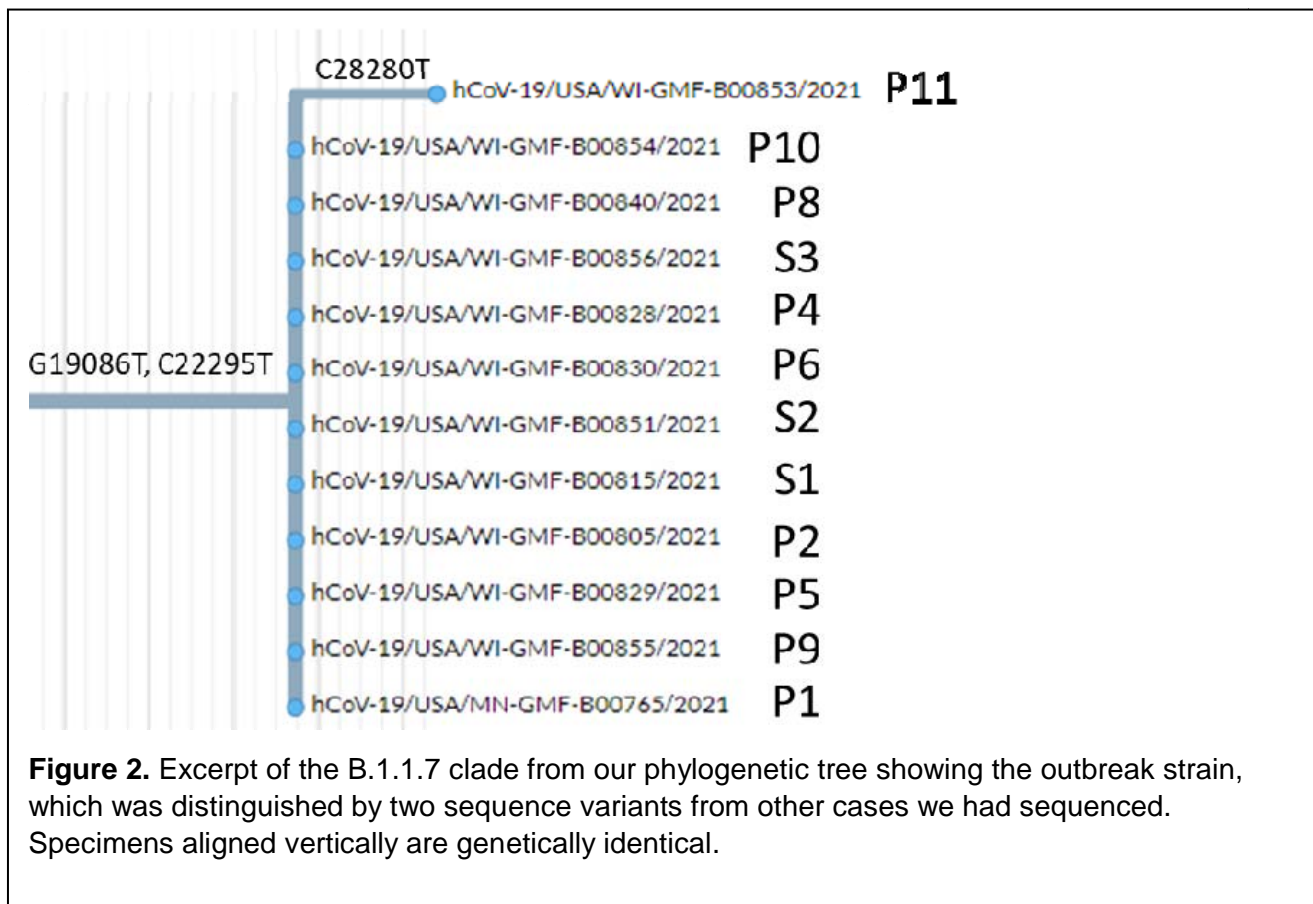 C28280T
hCoV-19/USA/WI-GMF-B00853/2021 P11
hCoV-19/USA/WI-GMF-B00854/2021 P10
hCoV-19/USA/WI-GMF-B00840/2021 P8
hCoV-19/USA/WI-GMF-B00856/2021 S3
hCoV-19/USA/WI-GMF-B00828/2021 P4
G19086T, C22295T
hCoV-19/USA/WI-GMF-B00830/2021 P6
hCoV-19/USA/WI-GMF-B00851/2021 S2
hCoV-19/USA/WI-GMF-B00815/2021 S1
hCoV-19/USA/WI-GMF-B00805/2021 P2
hCoV-19/USA/WI-GMF-B00829/2021 P5
hCoV-19/USA/WI-GMF-B00855/2021 P9
hCoV-19/USA/MN-GMF-B00765/2021 P1
Figure 2. Excerpt of the B.1.1.7 clade from our phylogenetic tree showing the outbreak strain,
which was distinguished by two sequence variants from other cases we had sequenced.
Specimens aligned vertically are genetically identical.